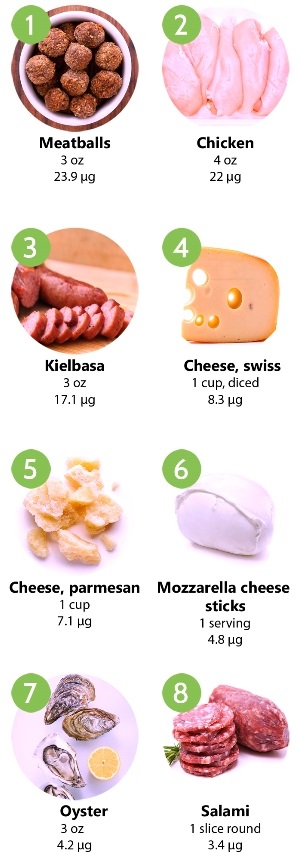 1
Meatballs
3 oz
23.9 µg
2
Chicken
4 oz
22 µg
3
Kielbasa
3 oz
17.1 µg
4
Cheese, swiss
1 cup, diced
8.3 µg
5
Cheese, parmesan
1 cup
7.1 µg
6
Mozzarella cheese
sticks
1 serving
4.8 µg
7
Oyster
3 oz
4.2 µg
8
Salami
1 slice round
3.4 µg